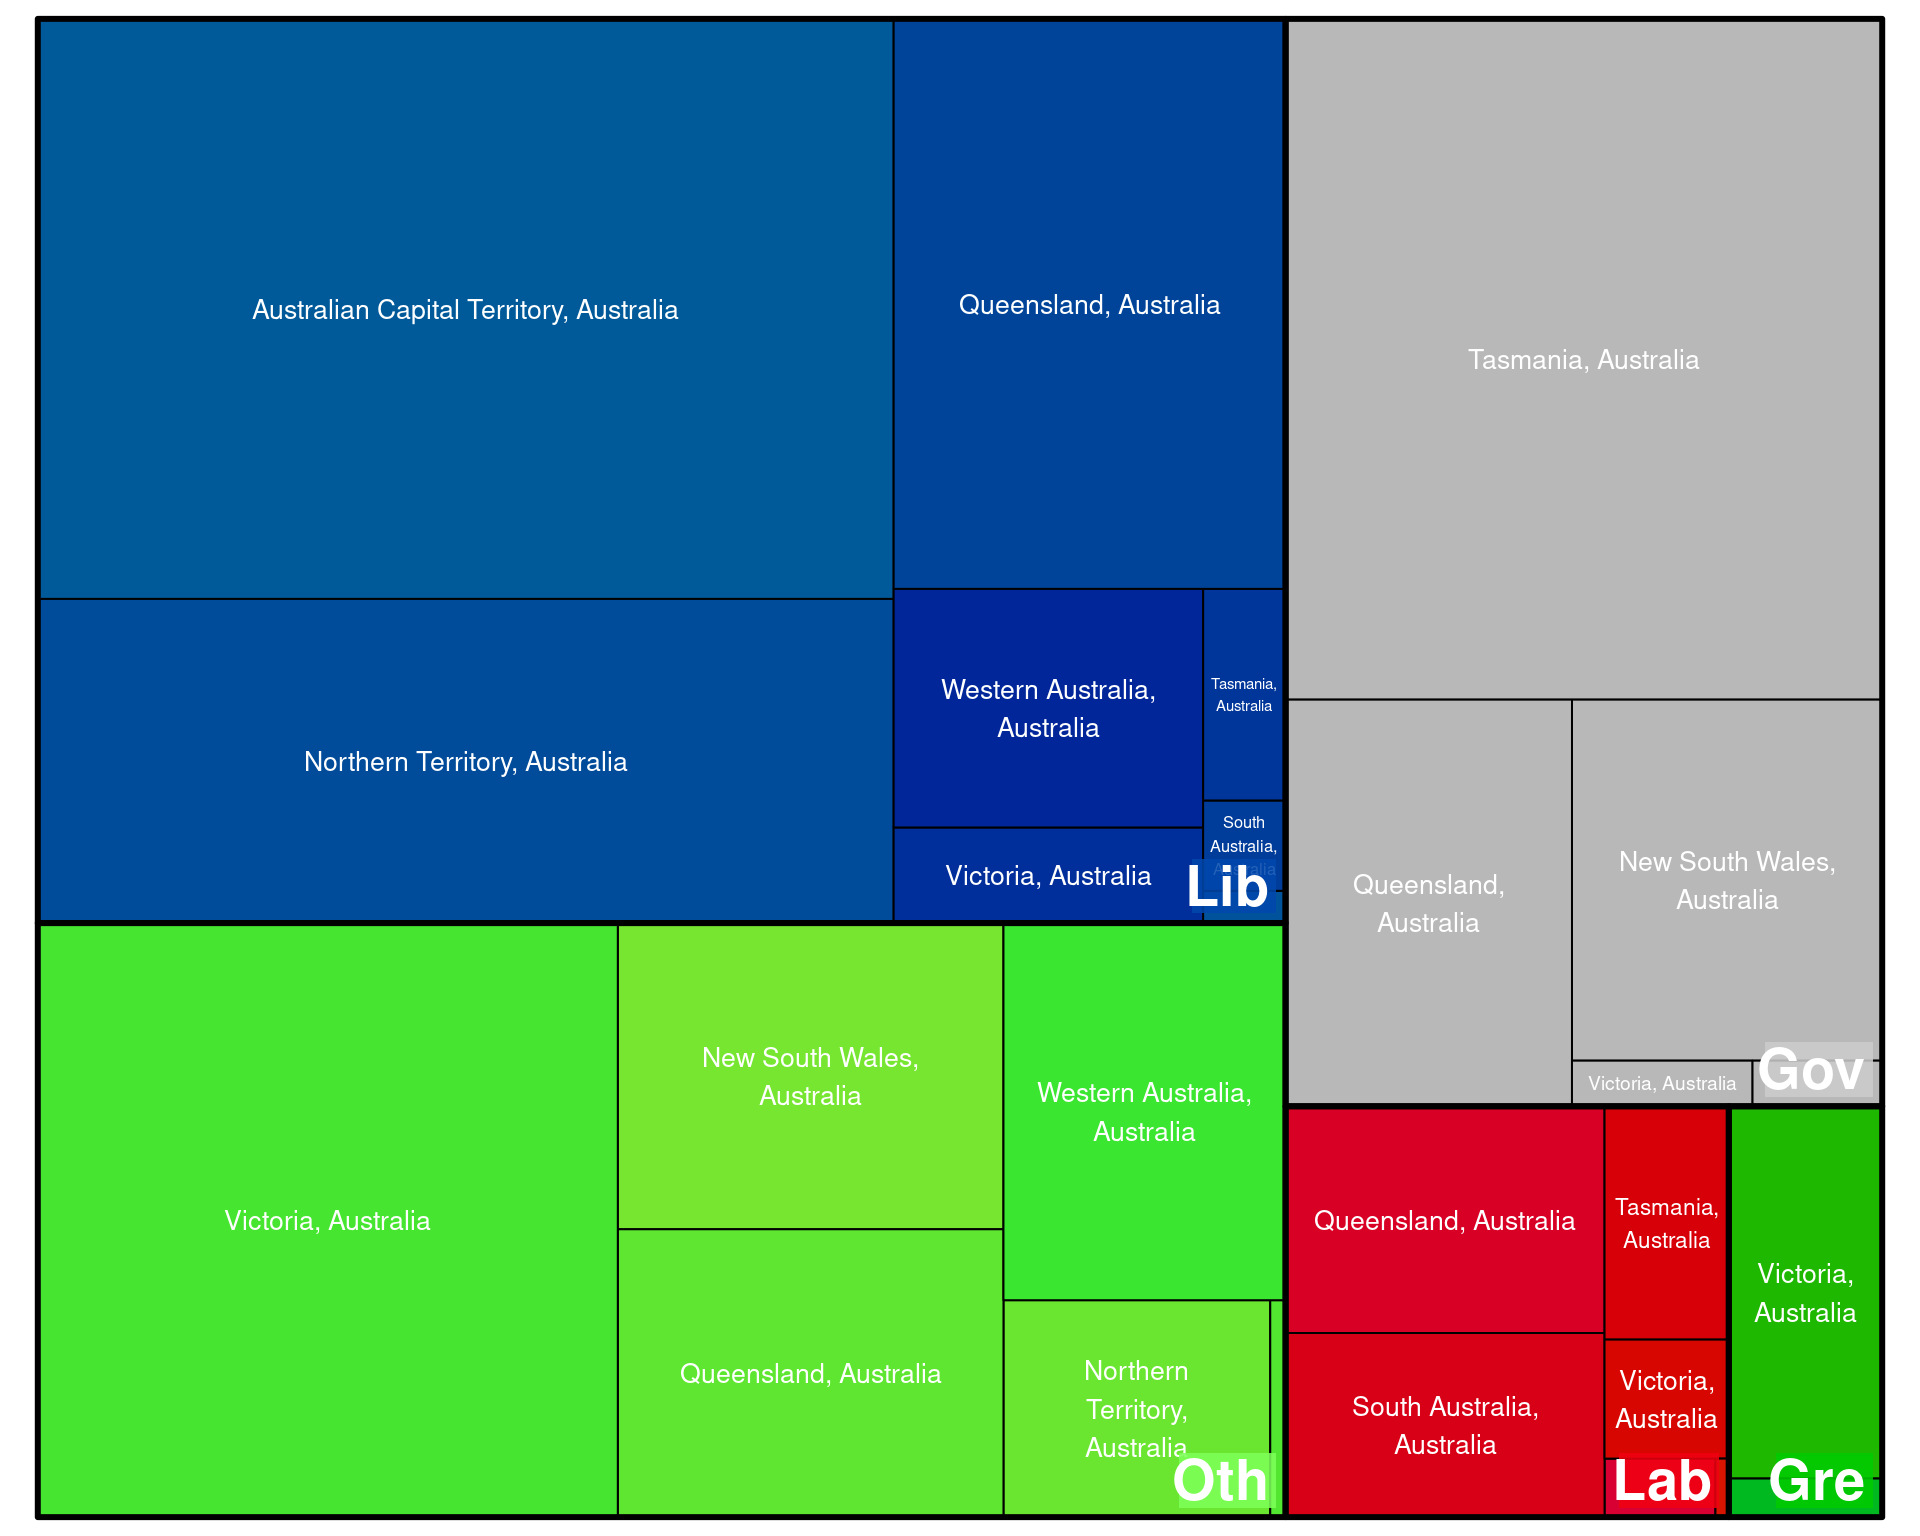 Australian Capital Territory, Australia
Northern Territory, Australia
Queensland, Australia
Western Australia,
Australia
Tasmania,
Australia
South
Australia,
Australia
Victoria, Australia
Lib
Tasmania, Australia
Queensland,
Australia
New South Wales,
Australia
Victoria, Australia
Gov
Victoria, Australia
New South Wales,
Australia
Queensland, Australia
Western Australia,
Australia
Northern
Territory,
Australia
Oth
Queensland, Australia
South Australia,
Australia
Tasmania,
Australia
Victoria,
Australia
Lab
Victoria,
Australia
Gre